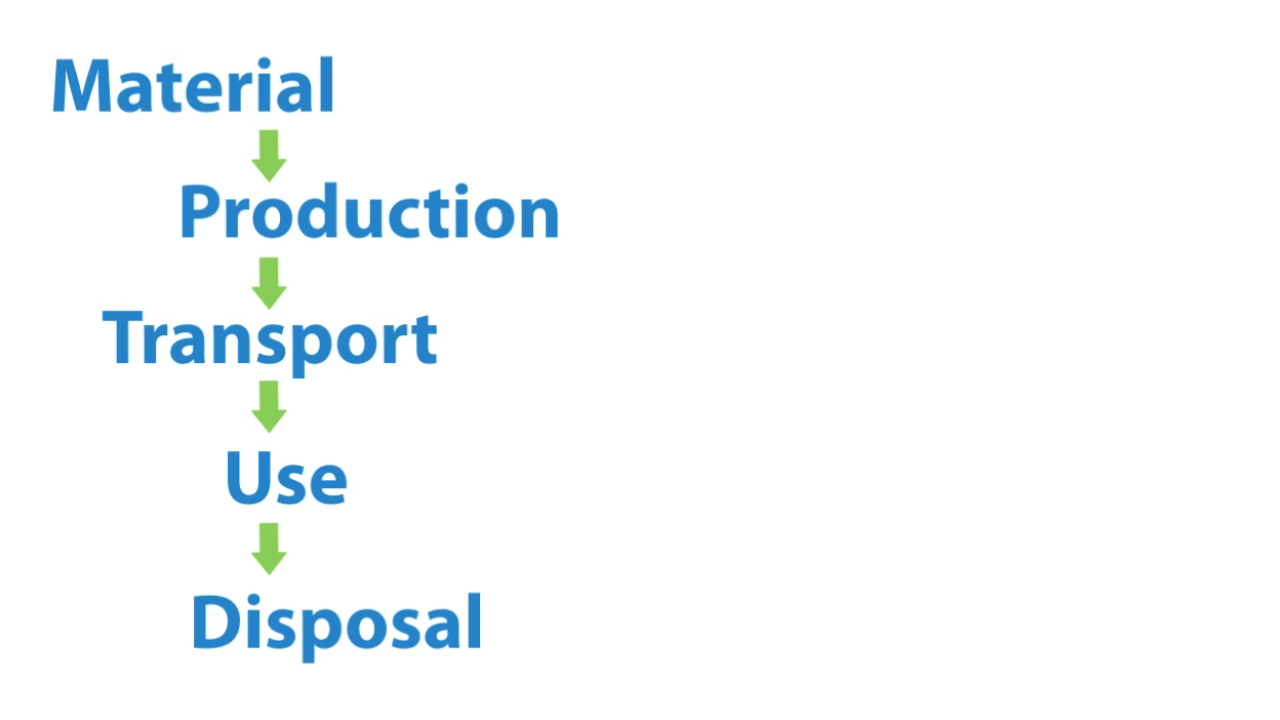 Material
Production
Transport
Use
Disposal